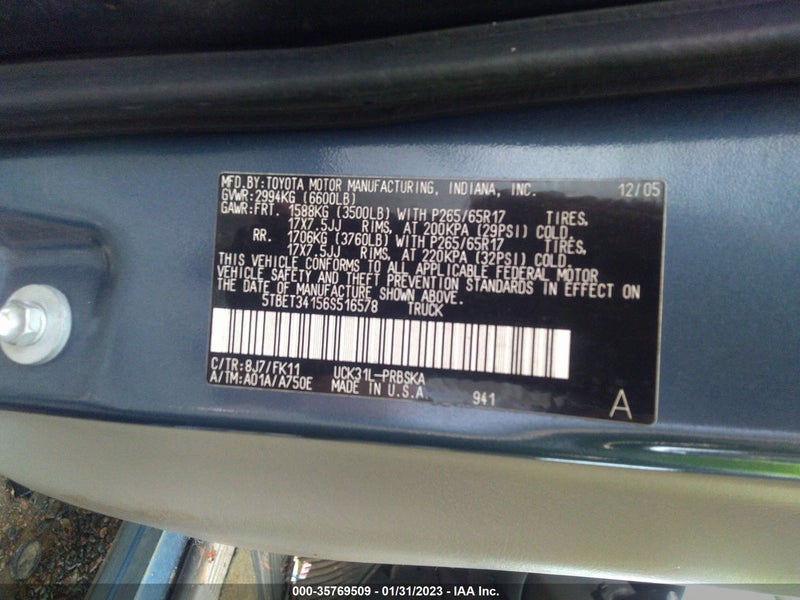 MFD.BY:TOYOTA MOTOR MANUFACTURING, INDIANA, INC. 12/05
GVWR:2994KG (6600LB)
GAWR:FRT. 1588KG (3500LB) WITH P265/65R17 TIRES,
17X7.5JJ RIMS, AT 200KPA (29PSI) COLD.
RR. 1706KG (3760LB) WITH P265/65R17 TIRES,
17X7.5JJ RIMS, AT 220KPA (32PSI) COLD.
THIS VEHICLE CONFORMS TO ALL APPLICABLE FEDERAL MOTOR
VEHICLE SAFETY AND THEFT PREVENTION STANDARDS IN EFFECT ON
THE DATE OF MANUFACTURE SHOWN ABOVE.
5TBET34156S516578 TRUCK
C/TR:8J7/FK11 UCK31L-PRBSKA
A/TM:A01A/A750E MADE IN U.S.A 941
A
000-35769509 - 01/31/2023 - IAA Inc.